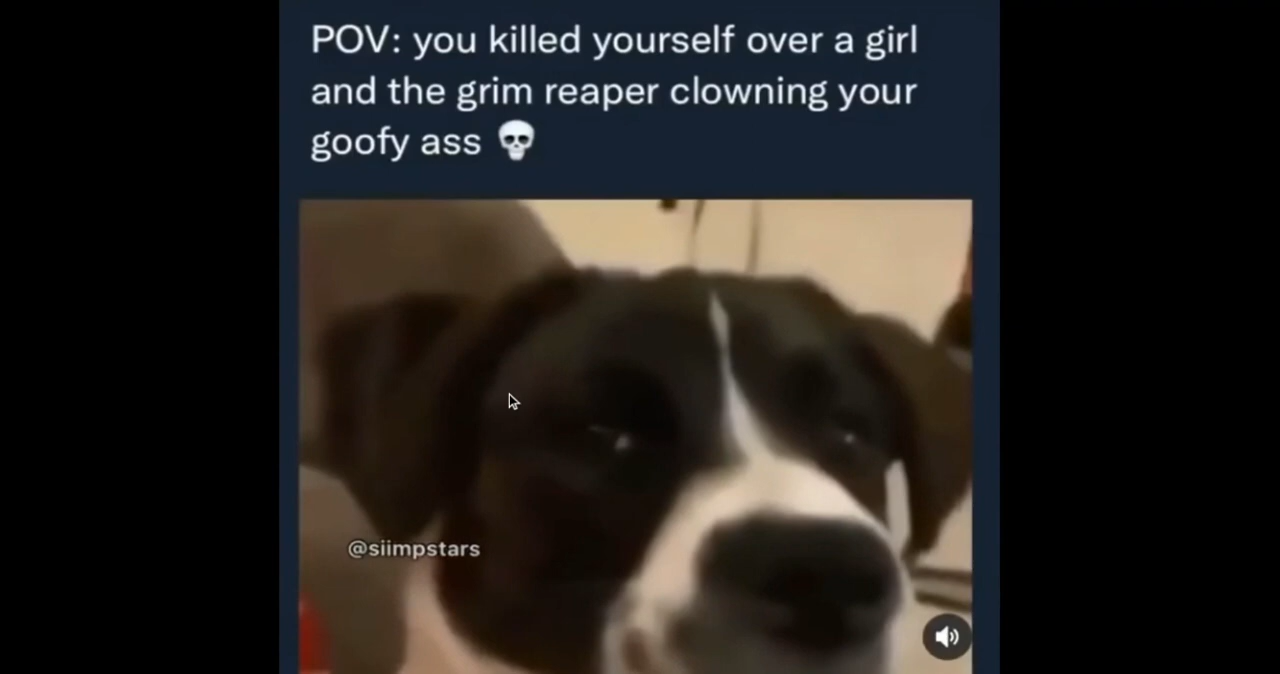 POV: you killed yourself over a girl
and the grim reaper clowning your
goofy ass 💀
@siimpstars